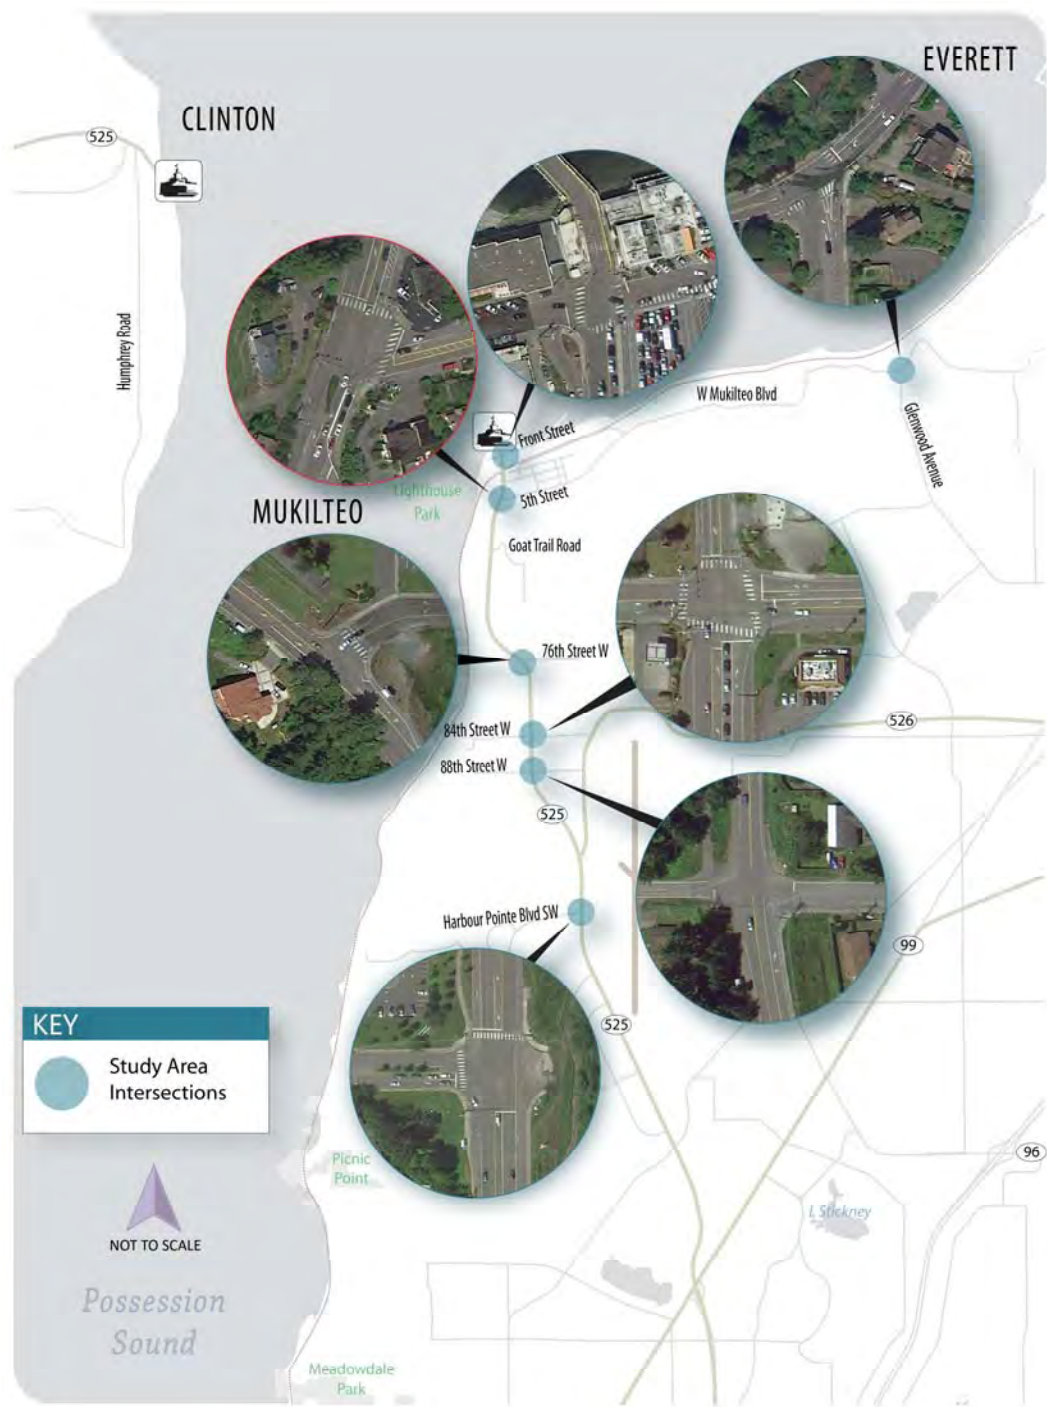 EVERETT
CLINTON
525
Humphrey Road
W Mukilteo Blvd
Glenwood Avenue
Front Street
5th Street
Lighthouse
Park
MUKILTEO
Goat Trail Road
76th Street W
84th Street W
526
88th Street W
525
Harbour Pointe Blvd SW
99
525
KEY
Study Area
Intersections
96
Picnic
Point
L Stickney
NOT TO SCALE
Possession
Sound
Meadowdale
Park